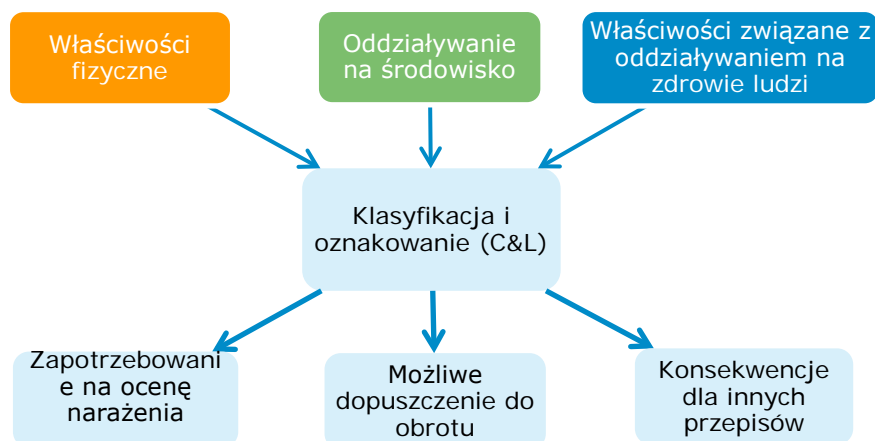 Właściwości
fizyczne
Oddziaływanie
na środowisko
Właściwości związane z
oddziaływaniem na
zdrowie ludzi
Klasyfikacja i
oznakowanie (C&L)
Zapotrzebowani
e na ocenę
narażenia
Możliwe
dopuszczenie do
obrotu
Konsekwencje
dla innych
przepisów